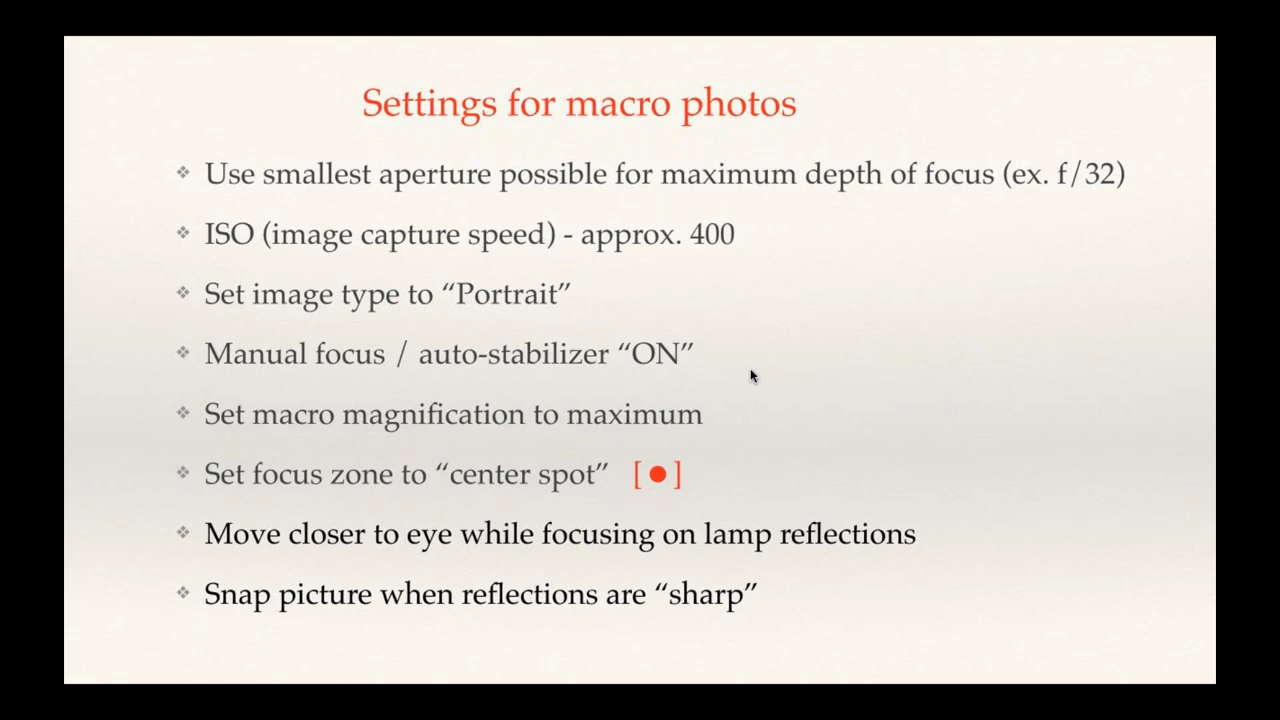 Settings for macro photos
❖ Use smallest aperture possible for maximum depth of focus (ex. f/32)
❖ ISO (image capture speed) - approx. 400
❖ Set image type to “Portrait”
❖ Manual focus / auto-stabilizer “ON”
❖ Set macro magnification to maximum
❖ Set focus zone to “center spot” [●]
❖ Move closer to eye while focusing on lamp reflections
❖ Snap picture when reflections are “sharp”